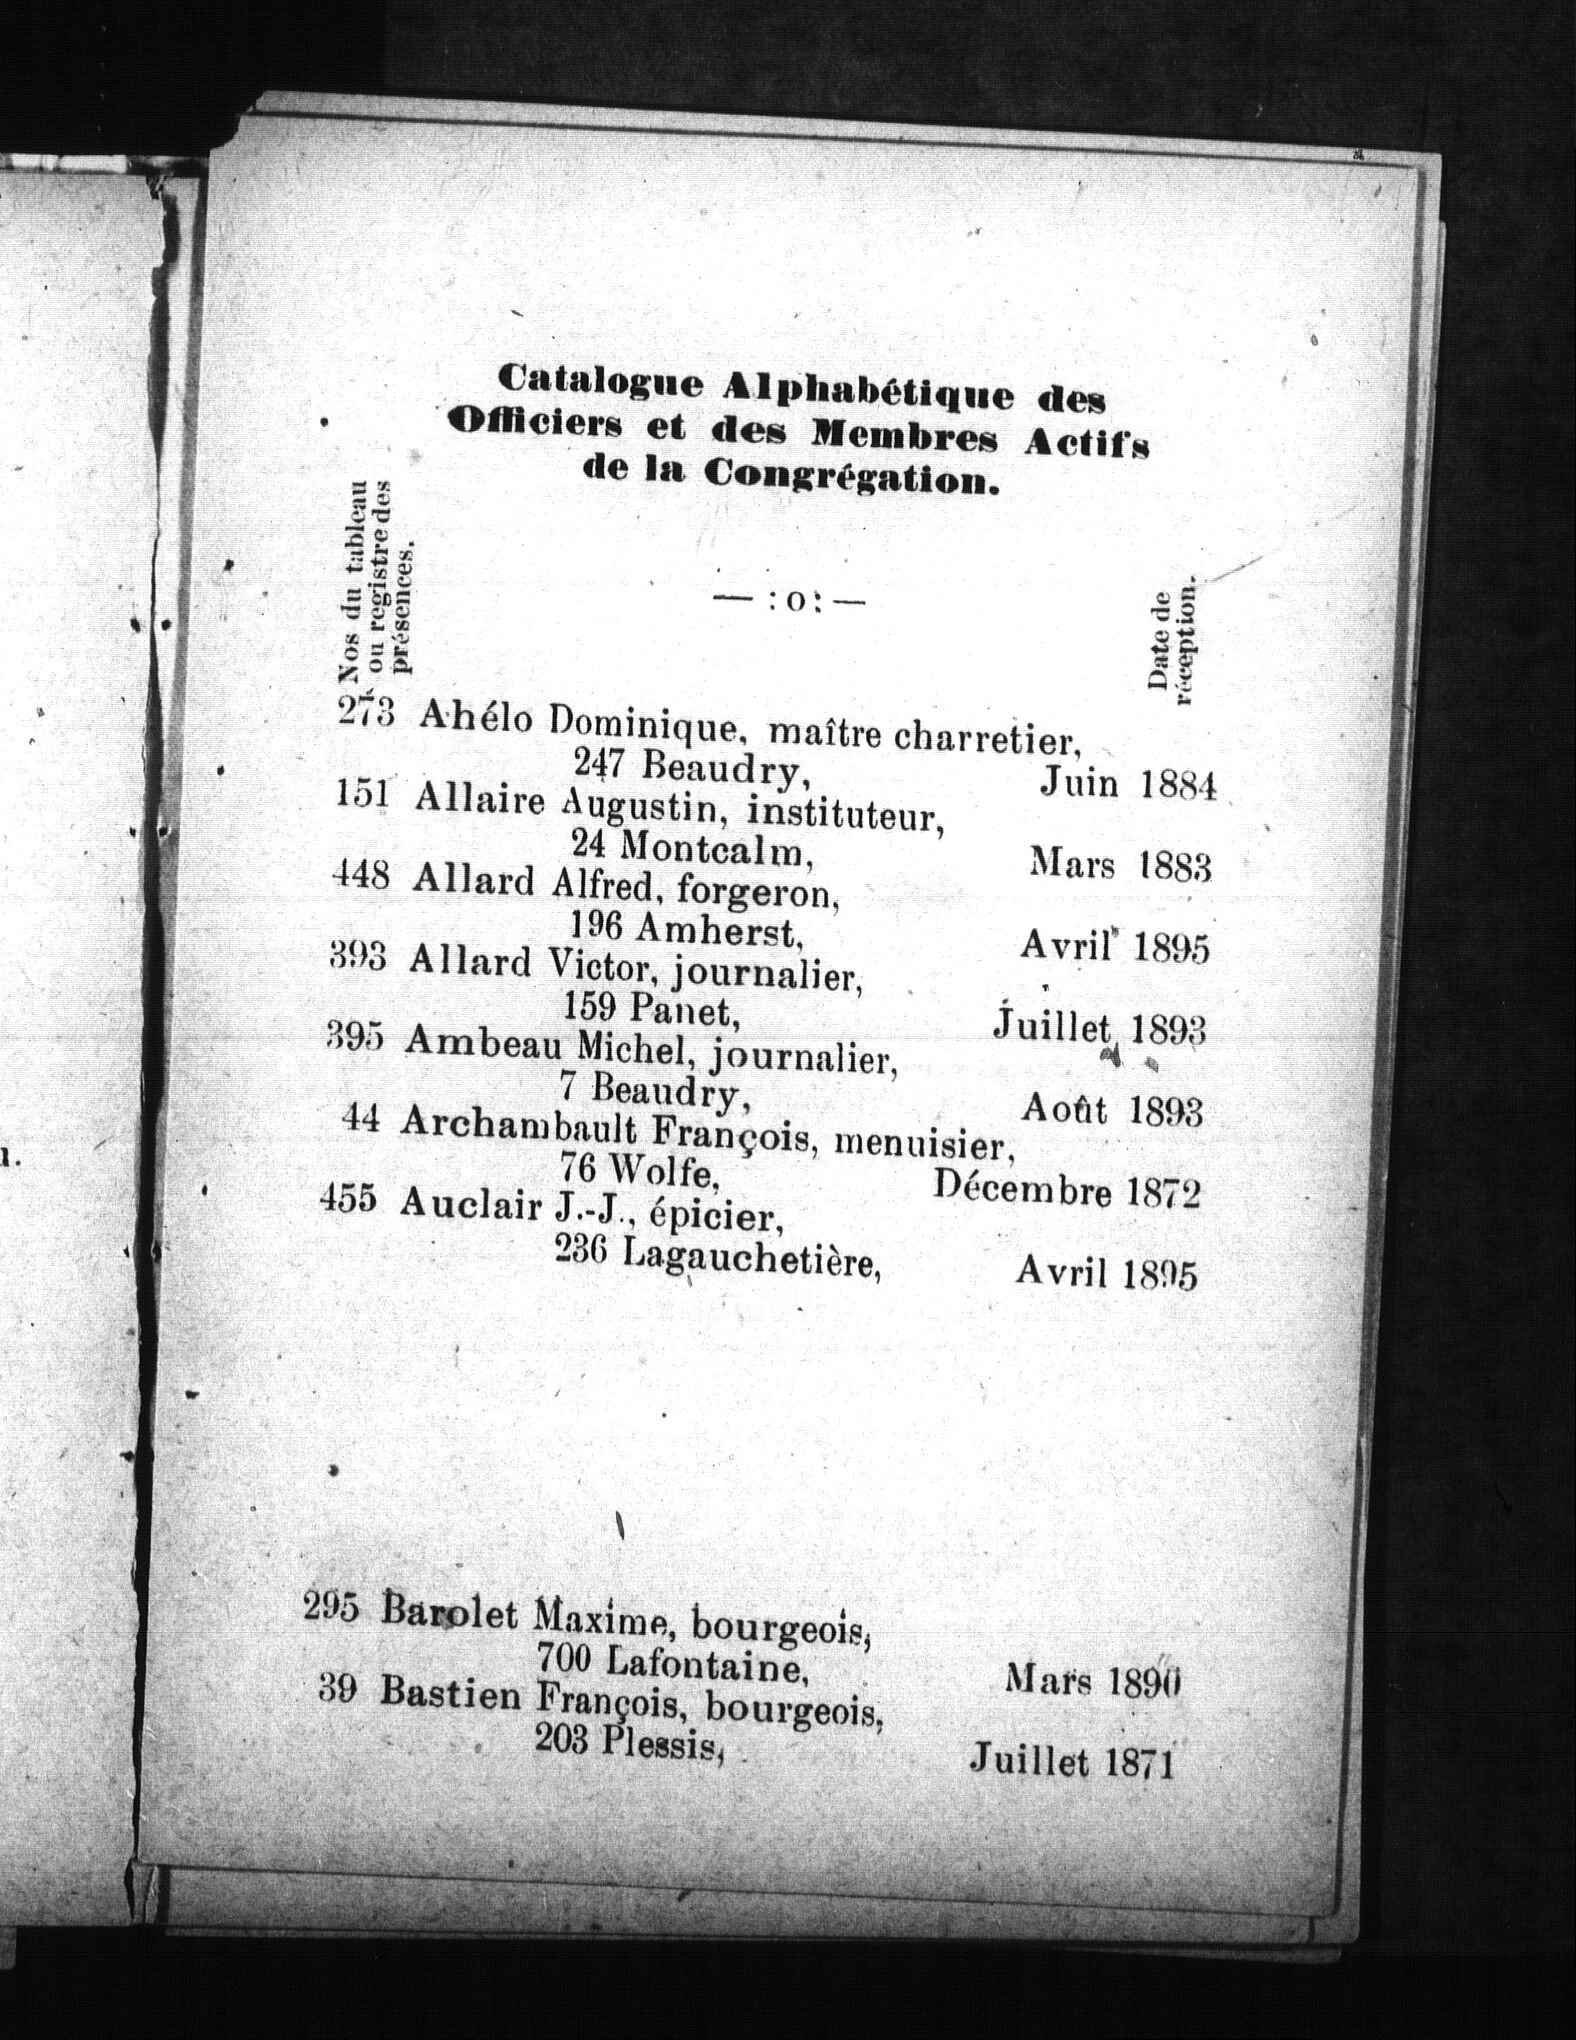 Catalogue Alphabétique des
Officiers et des Membres Actifs
de la Congrégation.
Nos du tableau
ou registre des
présences.
— :o: —
Date de
réception.
273 Ahélo Dominique, maître charretier,
247 Beaudry, Juin 1884
151 Allaire Augustin, instituteur,
24 Montcalm, Mars 1883
448 Allard Alfred, forgeron,
196 Amherst, Avril 1895
393 Allard Victor, journalier,
159 Panet, Juillet 1893
395 Ambeau Michel, journalier,
7 Beaudry, Août 1893
44 Archambault François, menuisier,
76 Wolfe, Décembre 1872
455 Auclair J.-J., épicier,
236 Lagauchetière, Avril 1895
295 Barolet Maxime, bourgeois,
700 Lafontaine, Mars 1890
39 Bastien François, bourgeois,
203 Plessis, Juillet 1871